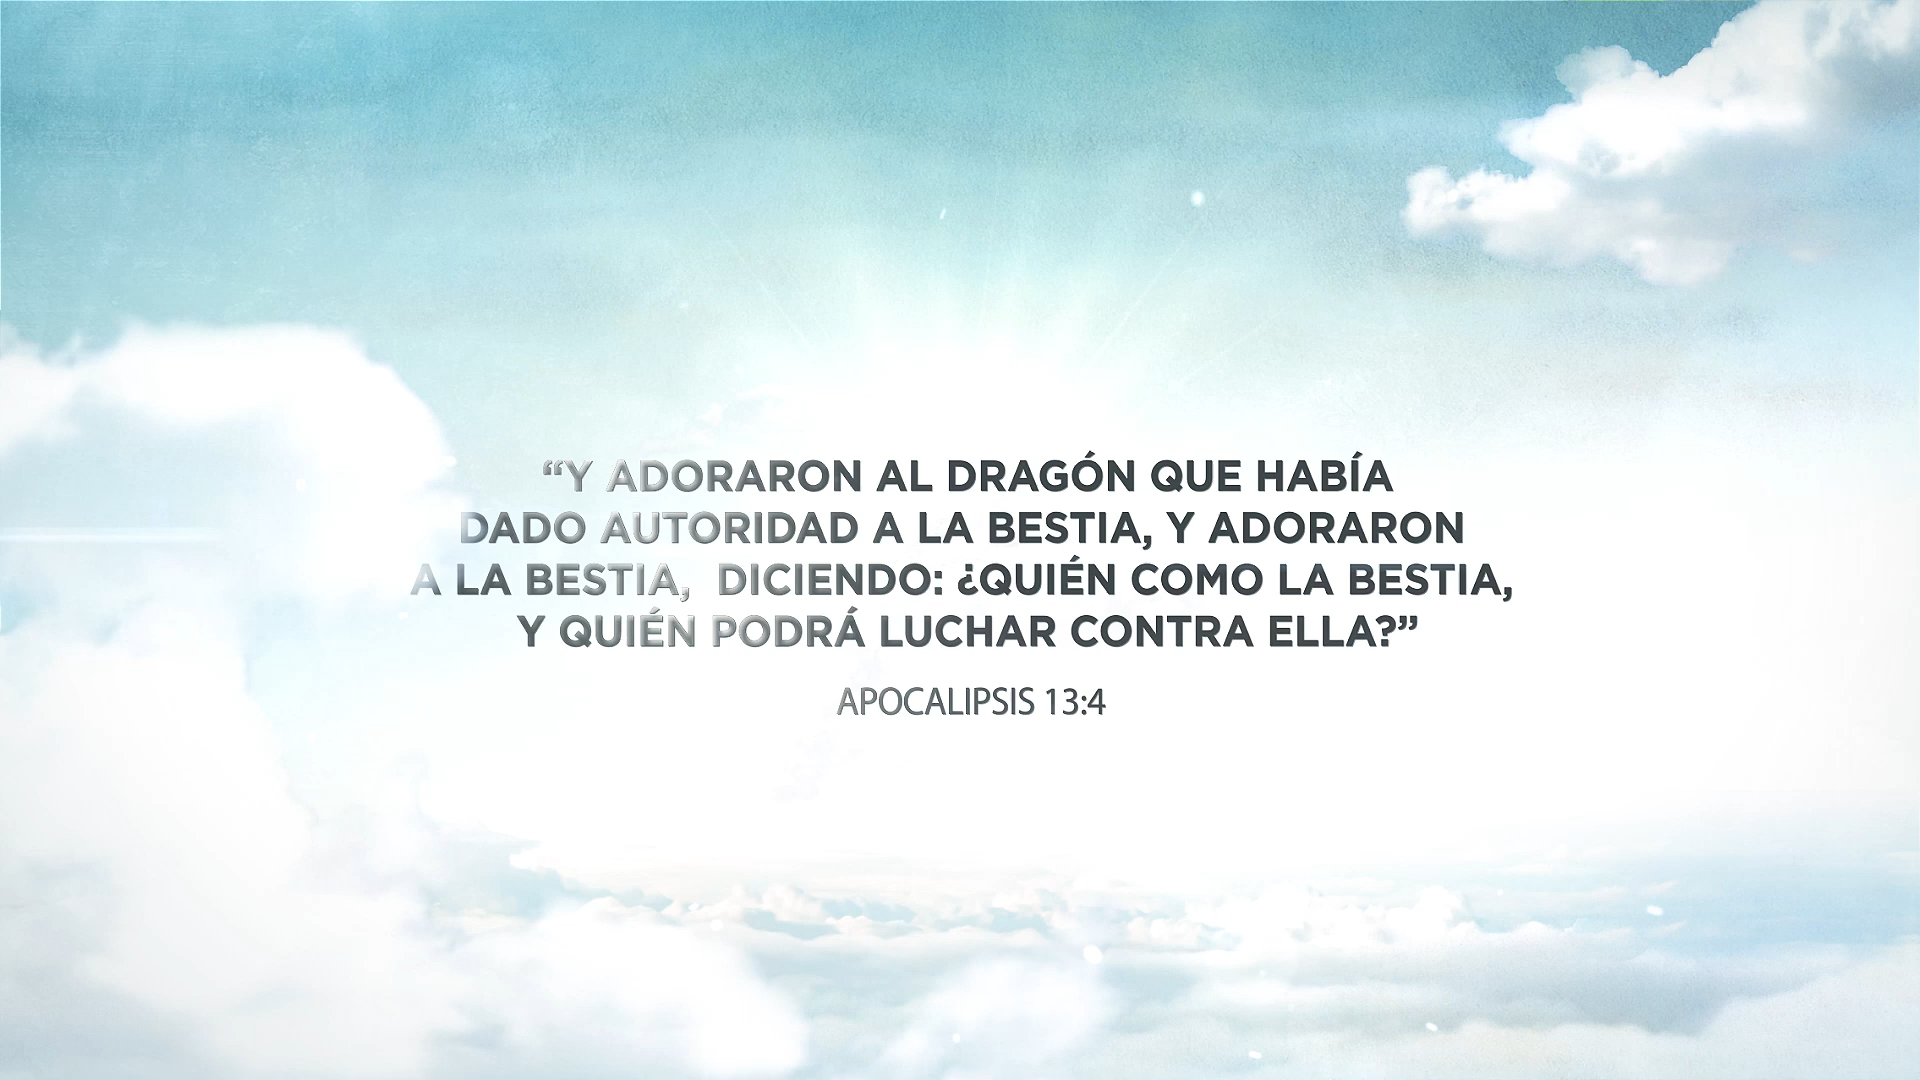 “Y ADORARON AL DRAGÓN QUE HABÍA
DADO AUTORIDAD A LA BESTIA, Y ADORARON
A LA BESTIA,  DICIENDO: ¿QUIÉN COMO LA BESTIA,
Y QUIÉN PODRÁ LUCHAR CONTRA ELLA?”
APOCALIPSIS 13:4